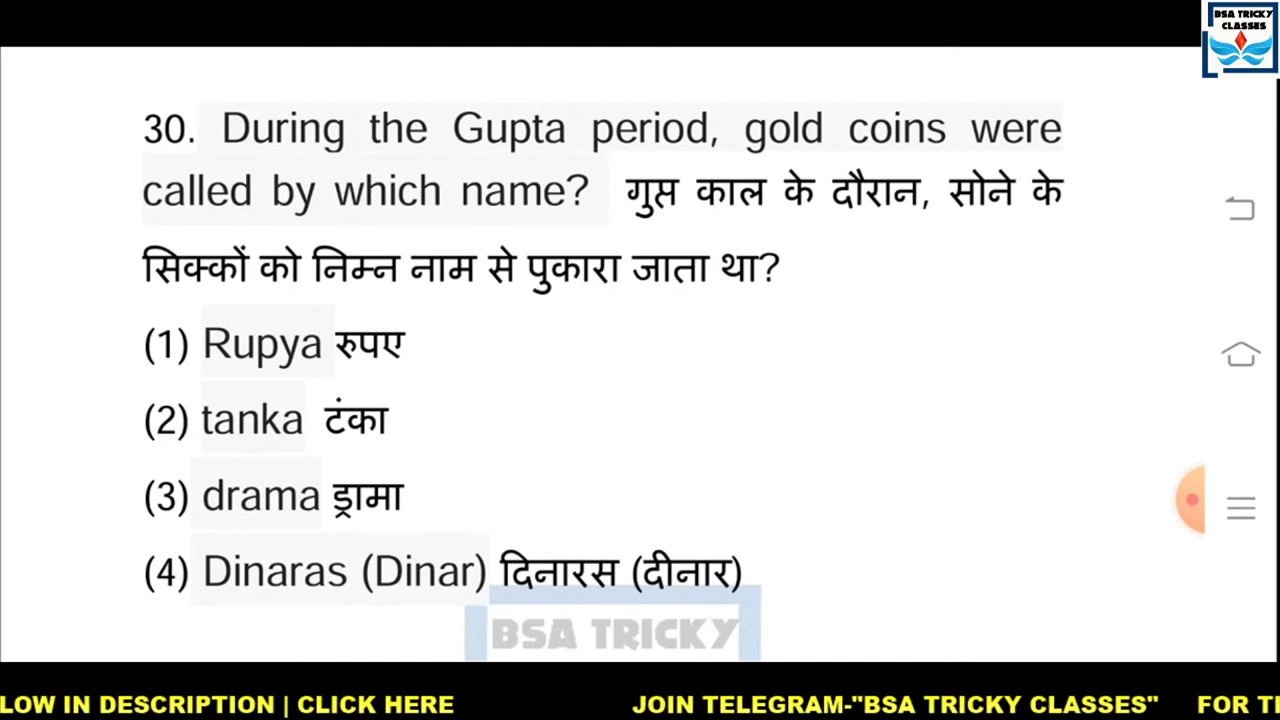 BSA TRICKY
CLASSES
30. During the Gupta period, gold coins were
called by which name? गुप्त काल के दौरान, सोने के
सिक्कों को निम्न नाम से पुकारा जाता था?
(1) Rupya रुपए
(2) tanka टंका
(3) drama ड्रामा
(4) Dinaras (Dinar) दिनारस (दीनार)
BSA TRICKY
LOW IN DESCRIPTION | CLICK HERE JOIN TELEGRAM-"BSA TRICKY CLASSES" FOR